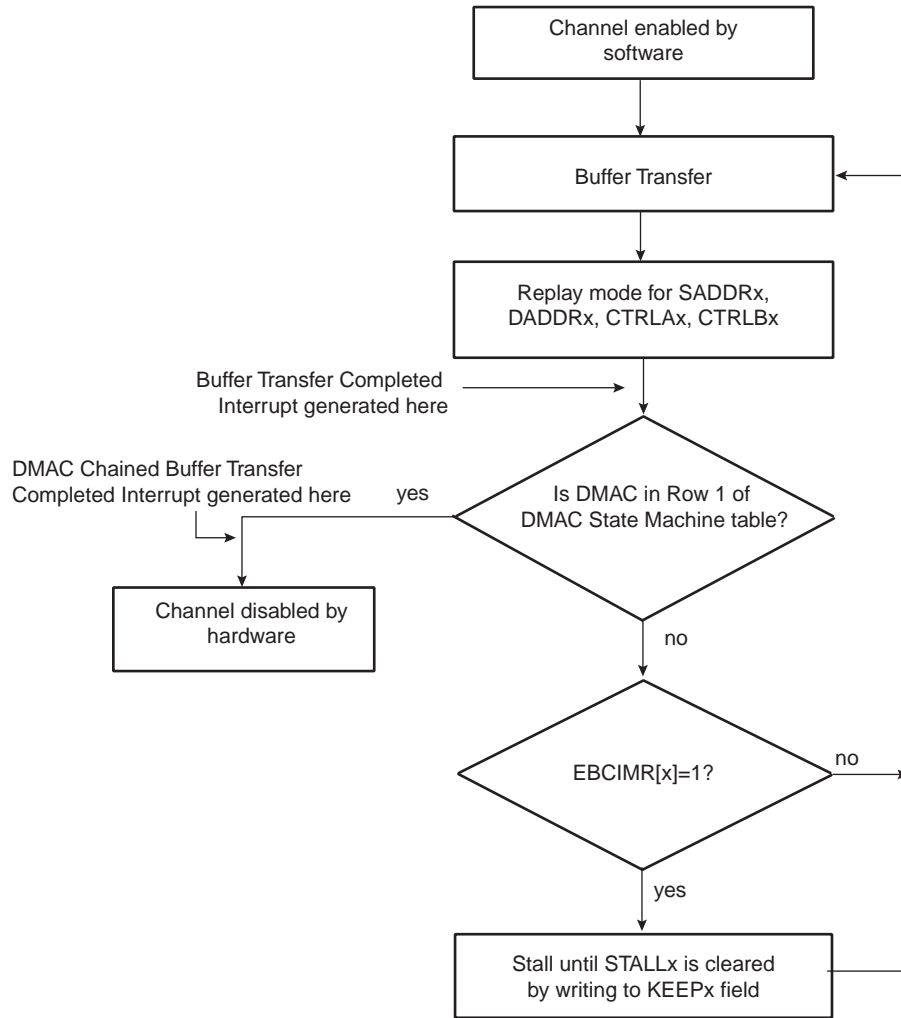 Channel enabled by
software
Buffer Transfer
Replay mode for SADDRx,
DADDRx, CTRLAx, CTRLBx
Buffer Transfer Completed
Interrupt generated here
DMAC Chained Buffer Transfer
Completed Interrupt generated here
yes
Is DMAC in Row 1 of
DMAC State Machine table?
Channel disabled by
hardware
no
EBCIMR[x]=1?
no
yes
Stall until STALLx is cleared
by writing to KEEPx field